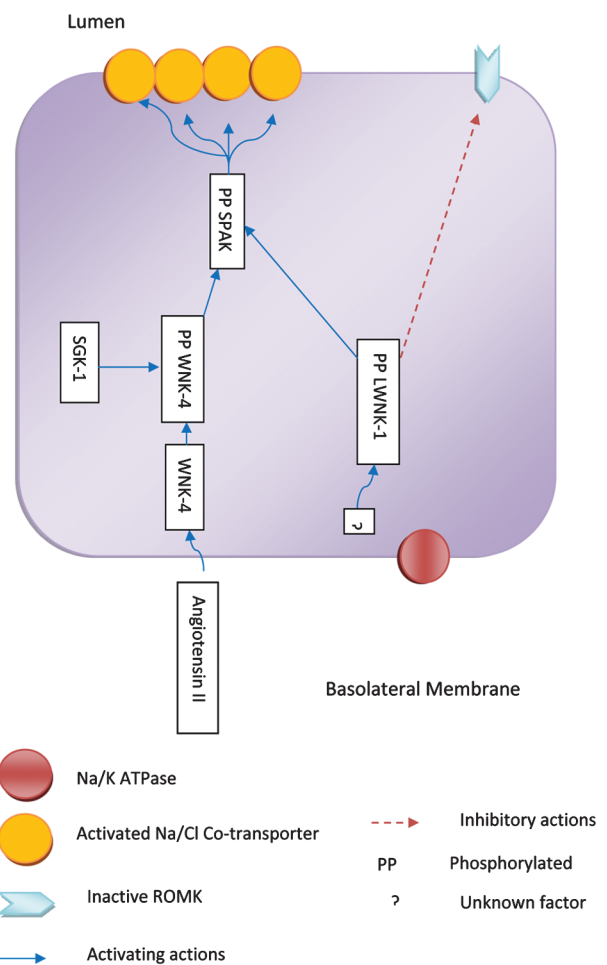 Lumen
PP SPAK
SGK-1
PP WNK-4
PP LWNK-1
WNK-4
?
Angiotensin II
Basolateral Membrane
Na/K ATPase
Activated Na/Cl Co-transporter
Inactive ROMK
Activating actions
Inhibitory actions
PP Phosphorylated
? Unknown factor